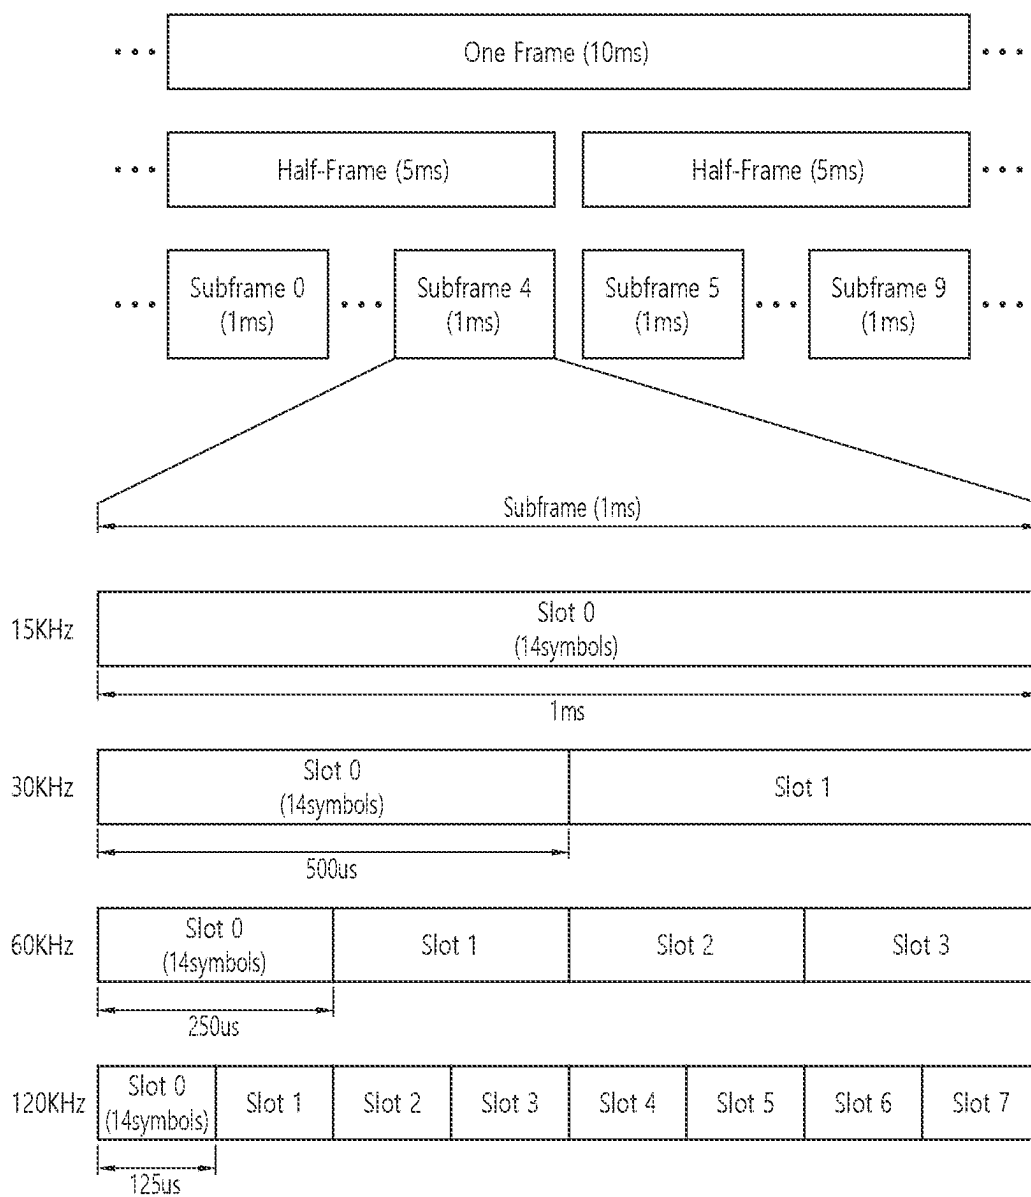 One Frame (10ms)
Half-Frame (5ms) Half-Frame (5ms)
Subframe 0 Subframe 4 Subframe 5 Subframe 9
(1ms) (1ms) (1ms) (1ms)
Subframe (1ms)
15KHz
Slot 0
(14symbols)
1ms
30KHz
Slot 0
(14symbols)
Slot 1
500us
60KHz
Slot 0
(14symbols)
Slot 1 Slot 2 Slot 3
250us
120KHz
Slot 0
(14symbols)
Slot 1 Slot 2 Slot 3 Slot 4 Slot 5 Slot 6 Slot 7
125us